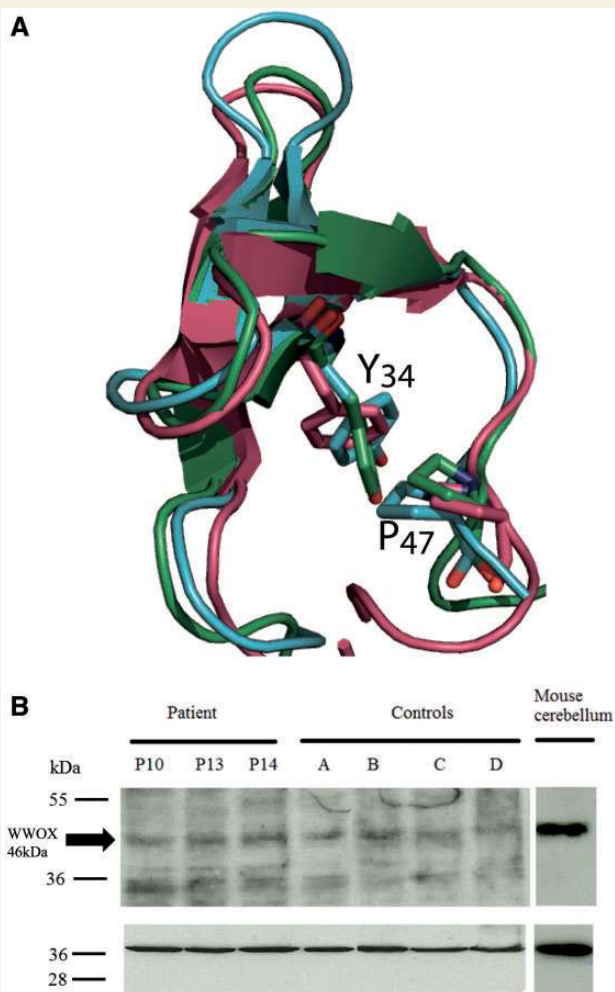 A
Y34
P47
B
Patient
Controls
Mouse
cerebellum
kDa
P10 P13 P14 A B C D
55
WWOX
46kDa
36
36
28